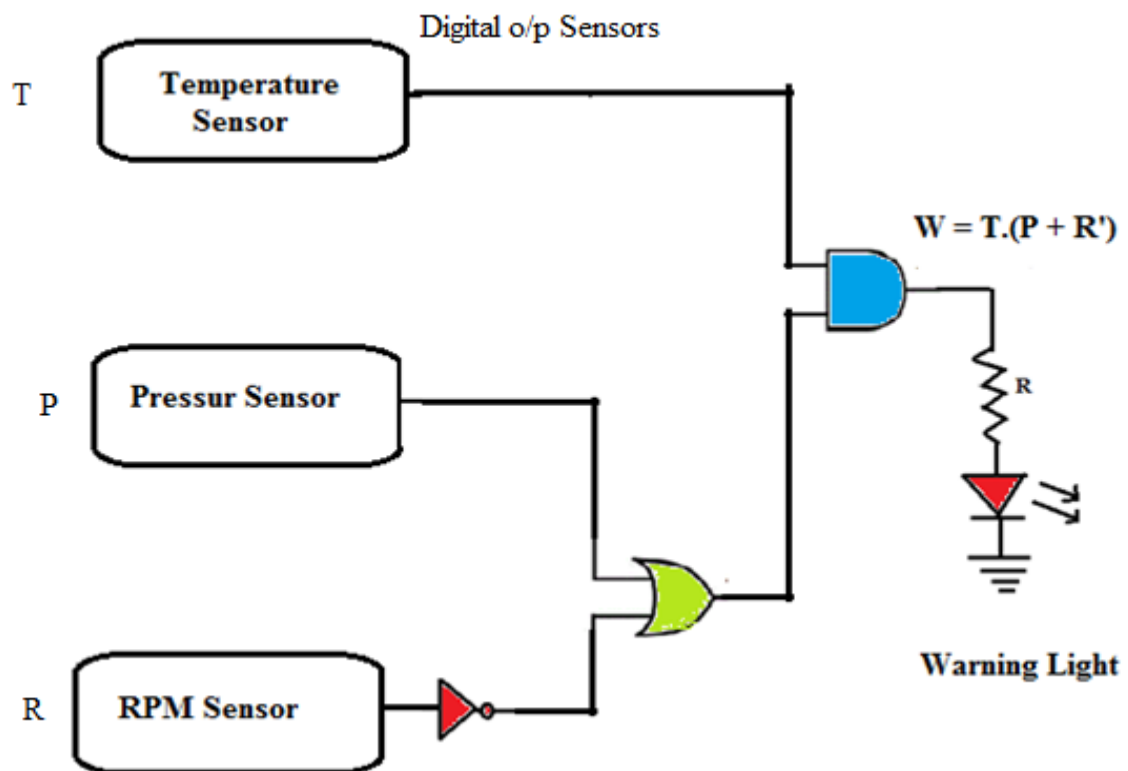 Digital o/p Sensors
T
Temperature
Sensor
W = T.(P + R')
P
Pressur Sensor
R
Warning Light
R
RPM Sensor